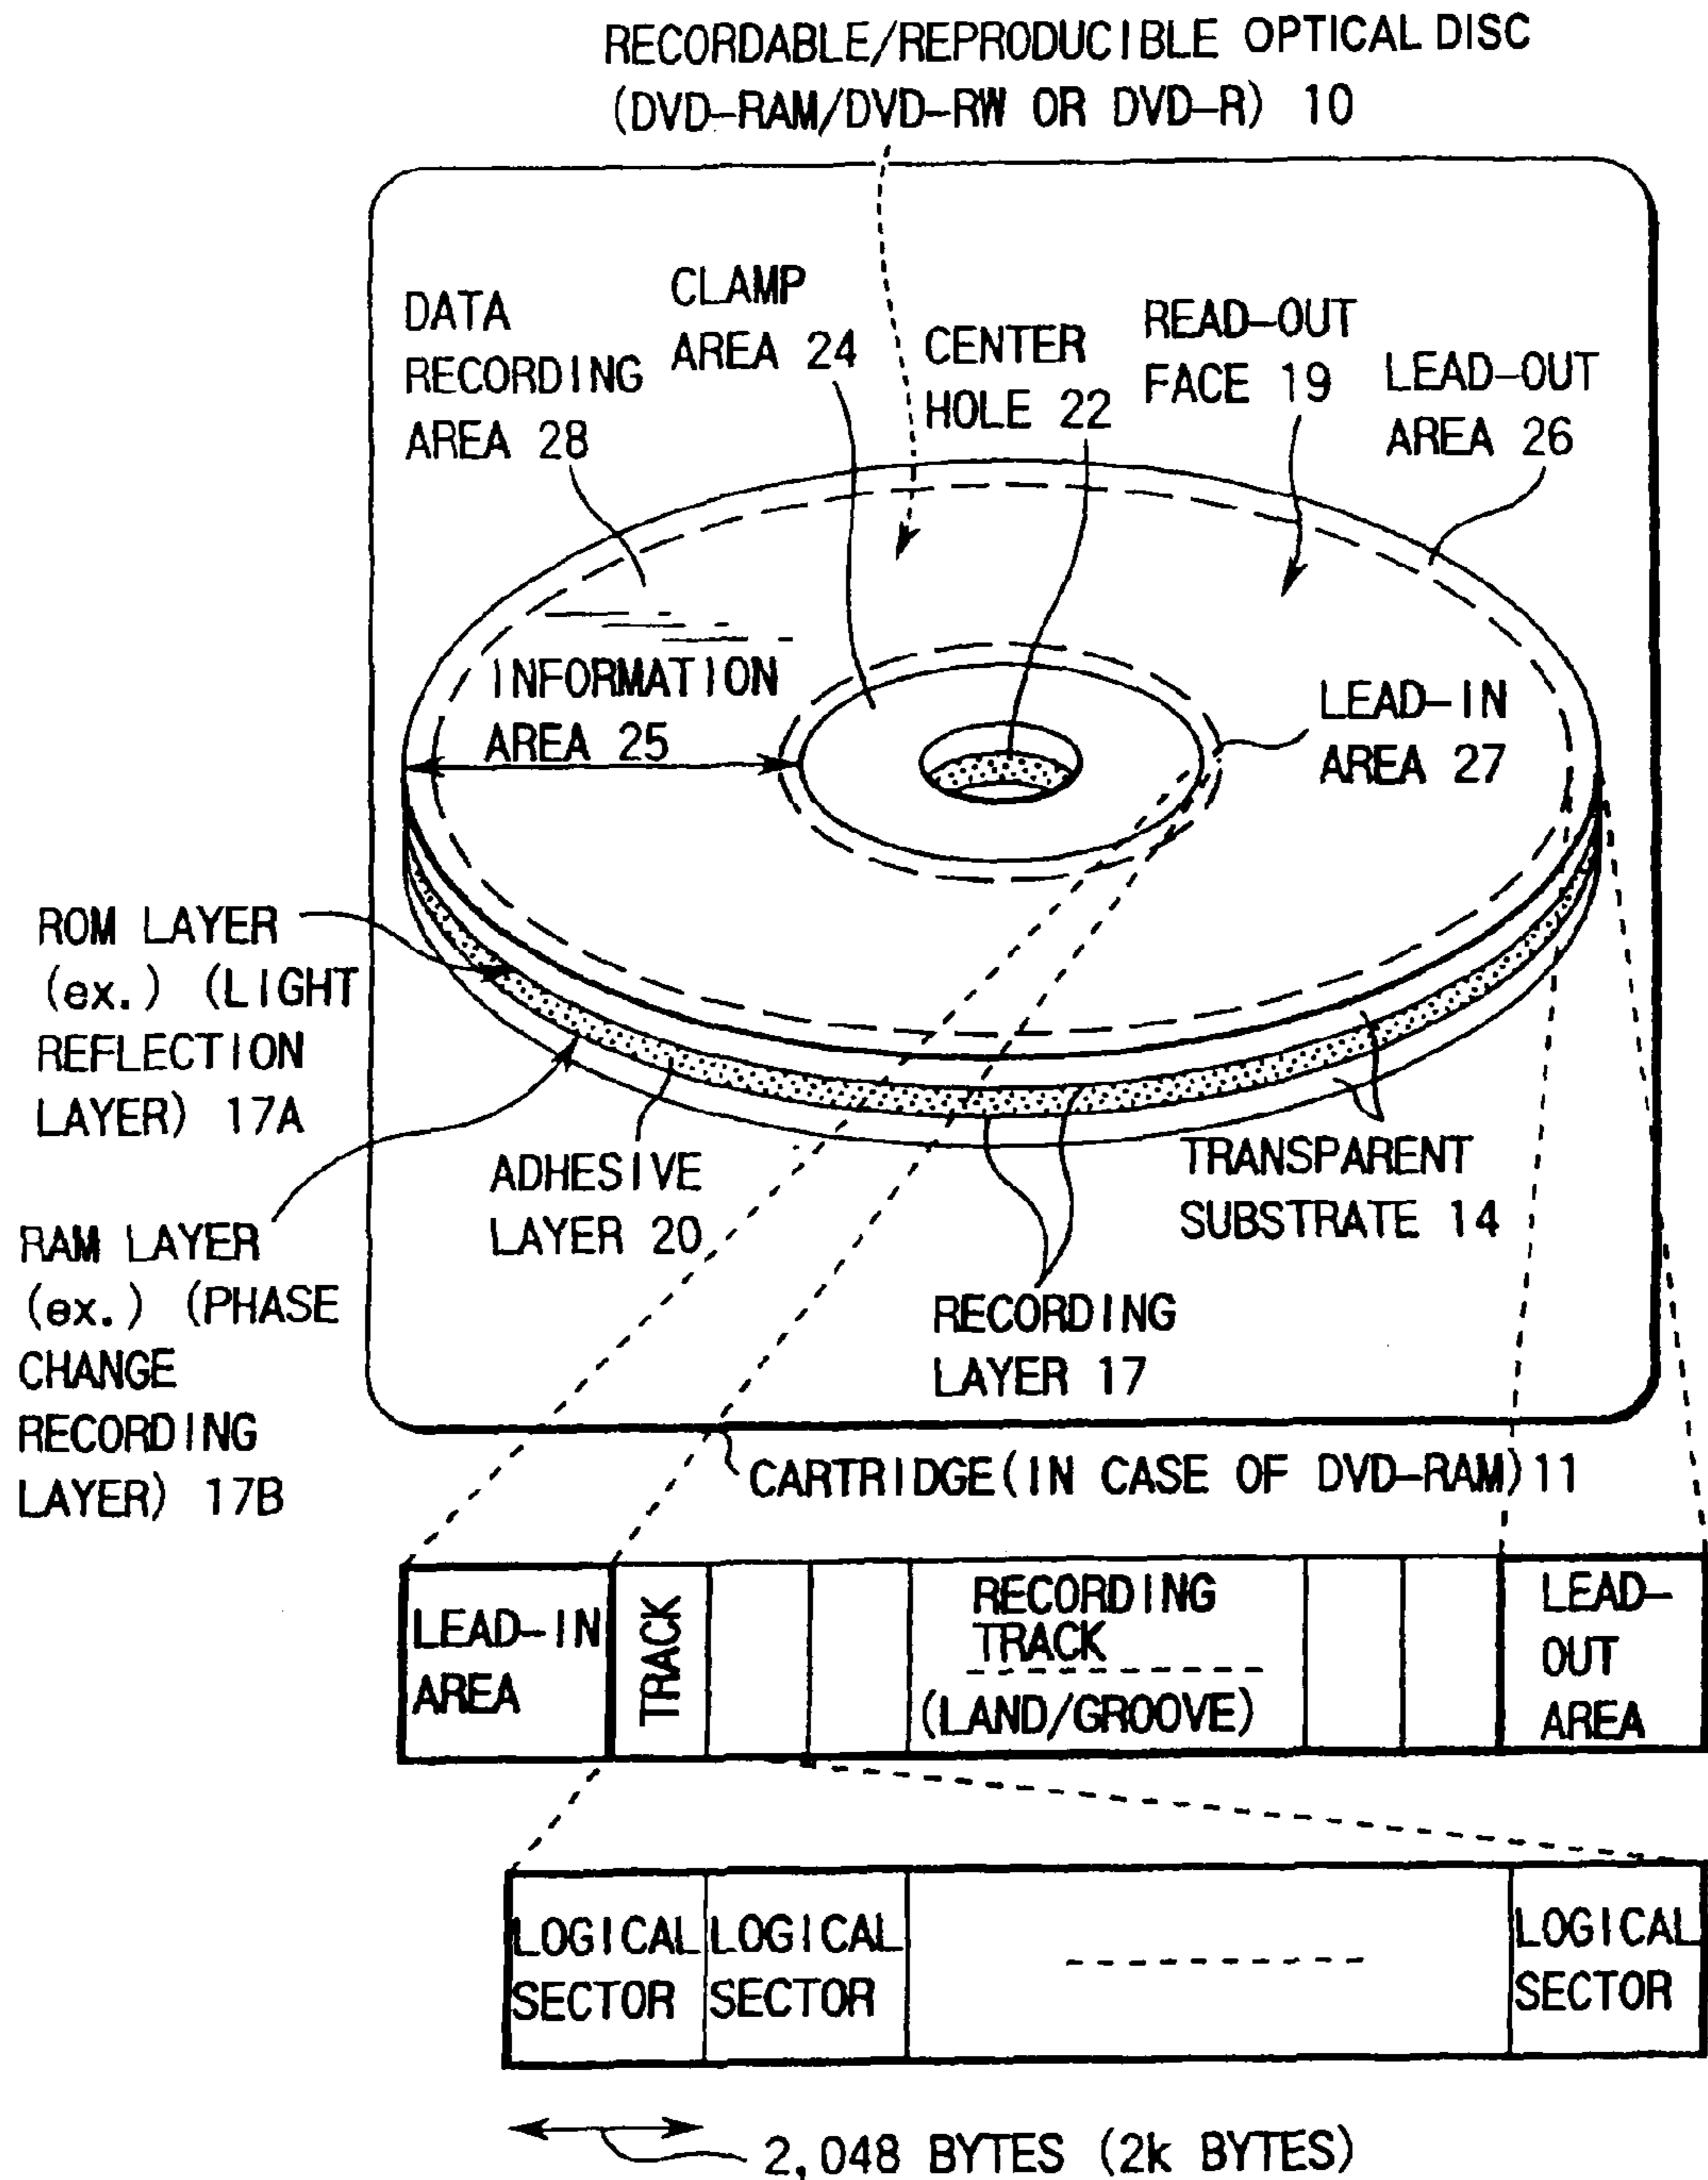 RECORDABLE/REPRODUCIBLE OPTICAL DISC
(DVD-RAM/DVD-RW OR DVD-R) 10
DATA
RECORDING
AREA 28
CLAMP
AREA 24
CENTER
HOLE 22
READ-OUT
FACE 19
LEAD-OUT
AREA 26
INFORMATION
AREA 25
LEAD-IN
AREA 27
ROM LAYER
(ex.) (LIGHT
REFLECTION
LAYER) 17A
ADHESIVE
LAYER 20
TRANSPARENT
SUBSTRATE 14
RAM LAYER
(ex.) (PHASE
CHANGE
RECORDING
LAYER) 17B
RECORDING
LAYER 17
CARTRIDGE(IN CASE OF DVD-RAM)11
LEAD-IN
AREA
TRACK
RECORDING
TRACK
(LAND/GROOVE)
LEAD-
OUT
AREA
LOGICAL
SECTOR
LOGICAL
SECTOR
LOGICAL
SECTOR
2,048 BYTES (2k BYTES)